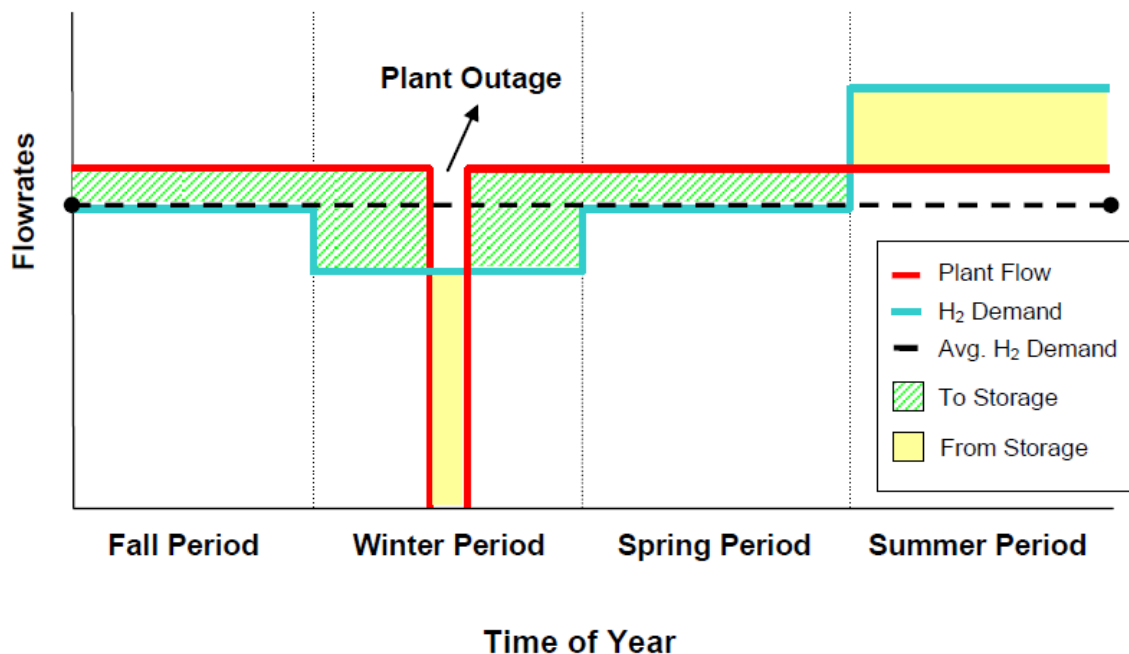 Plant Outage
Flowrates
Plant Flow
H₂ Demand
Avg. H₂ Demand
To Storage
From Storage
Fall Period
Winter Period
Spring Period
Summer Period
Time of Year